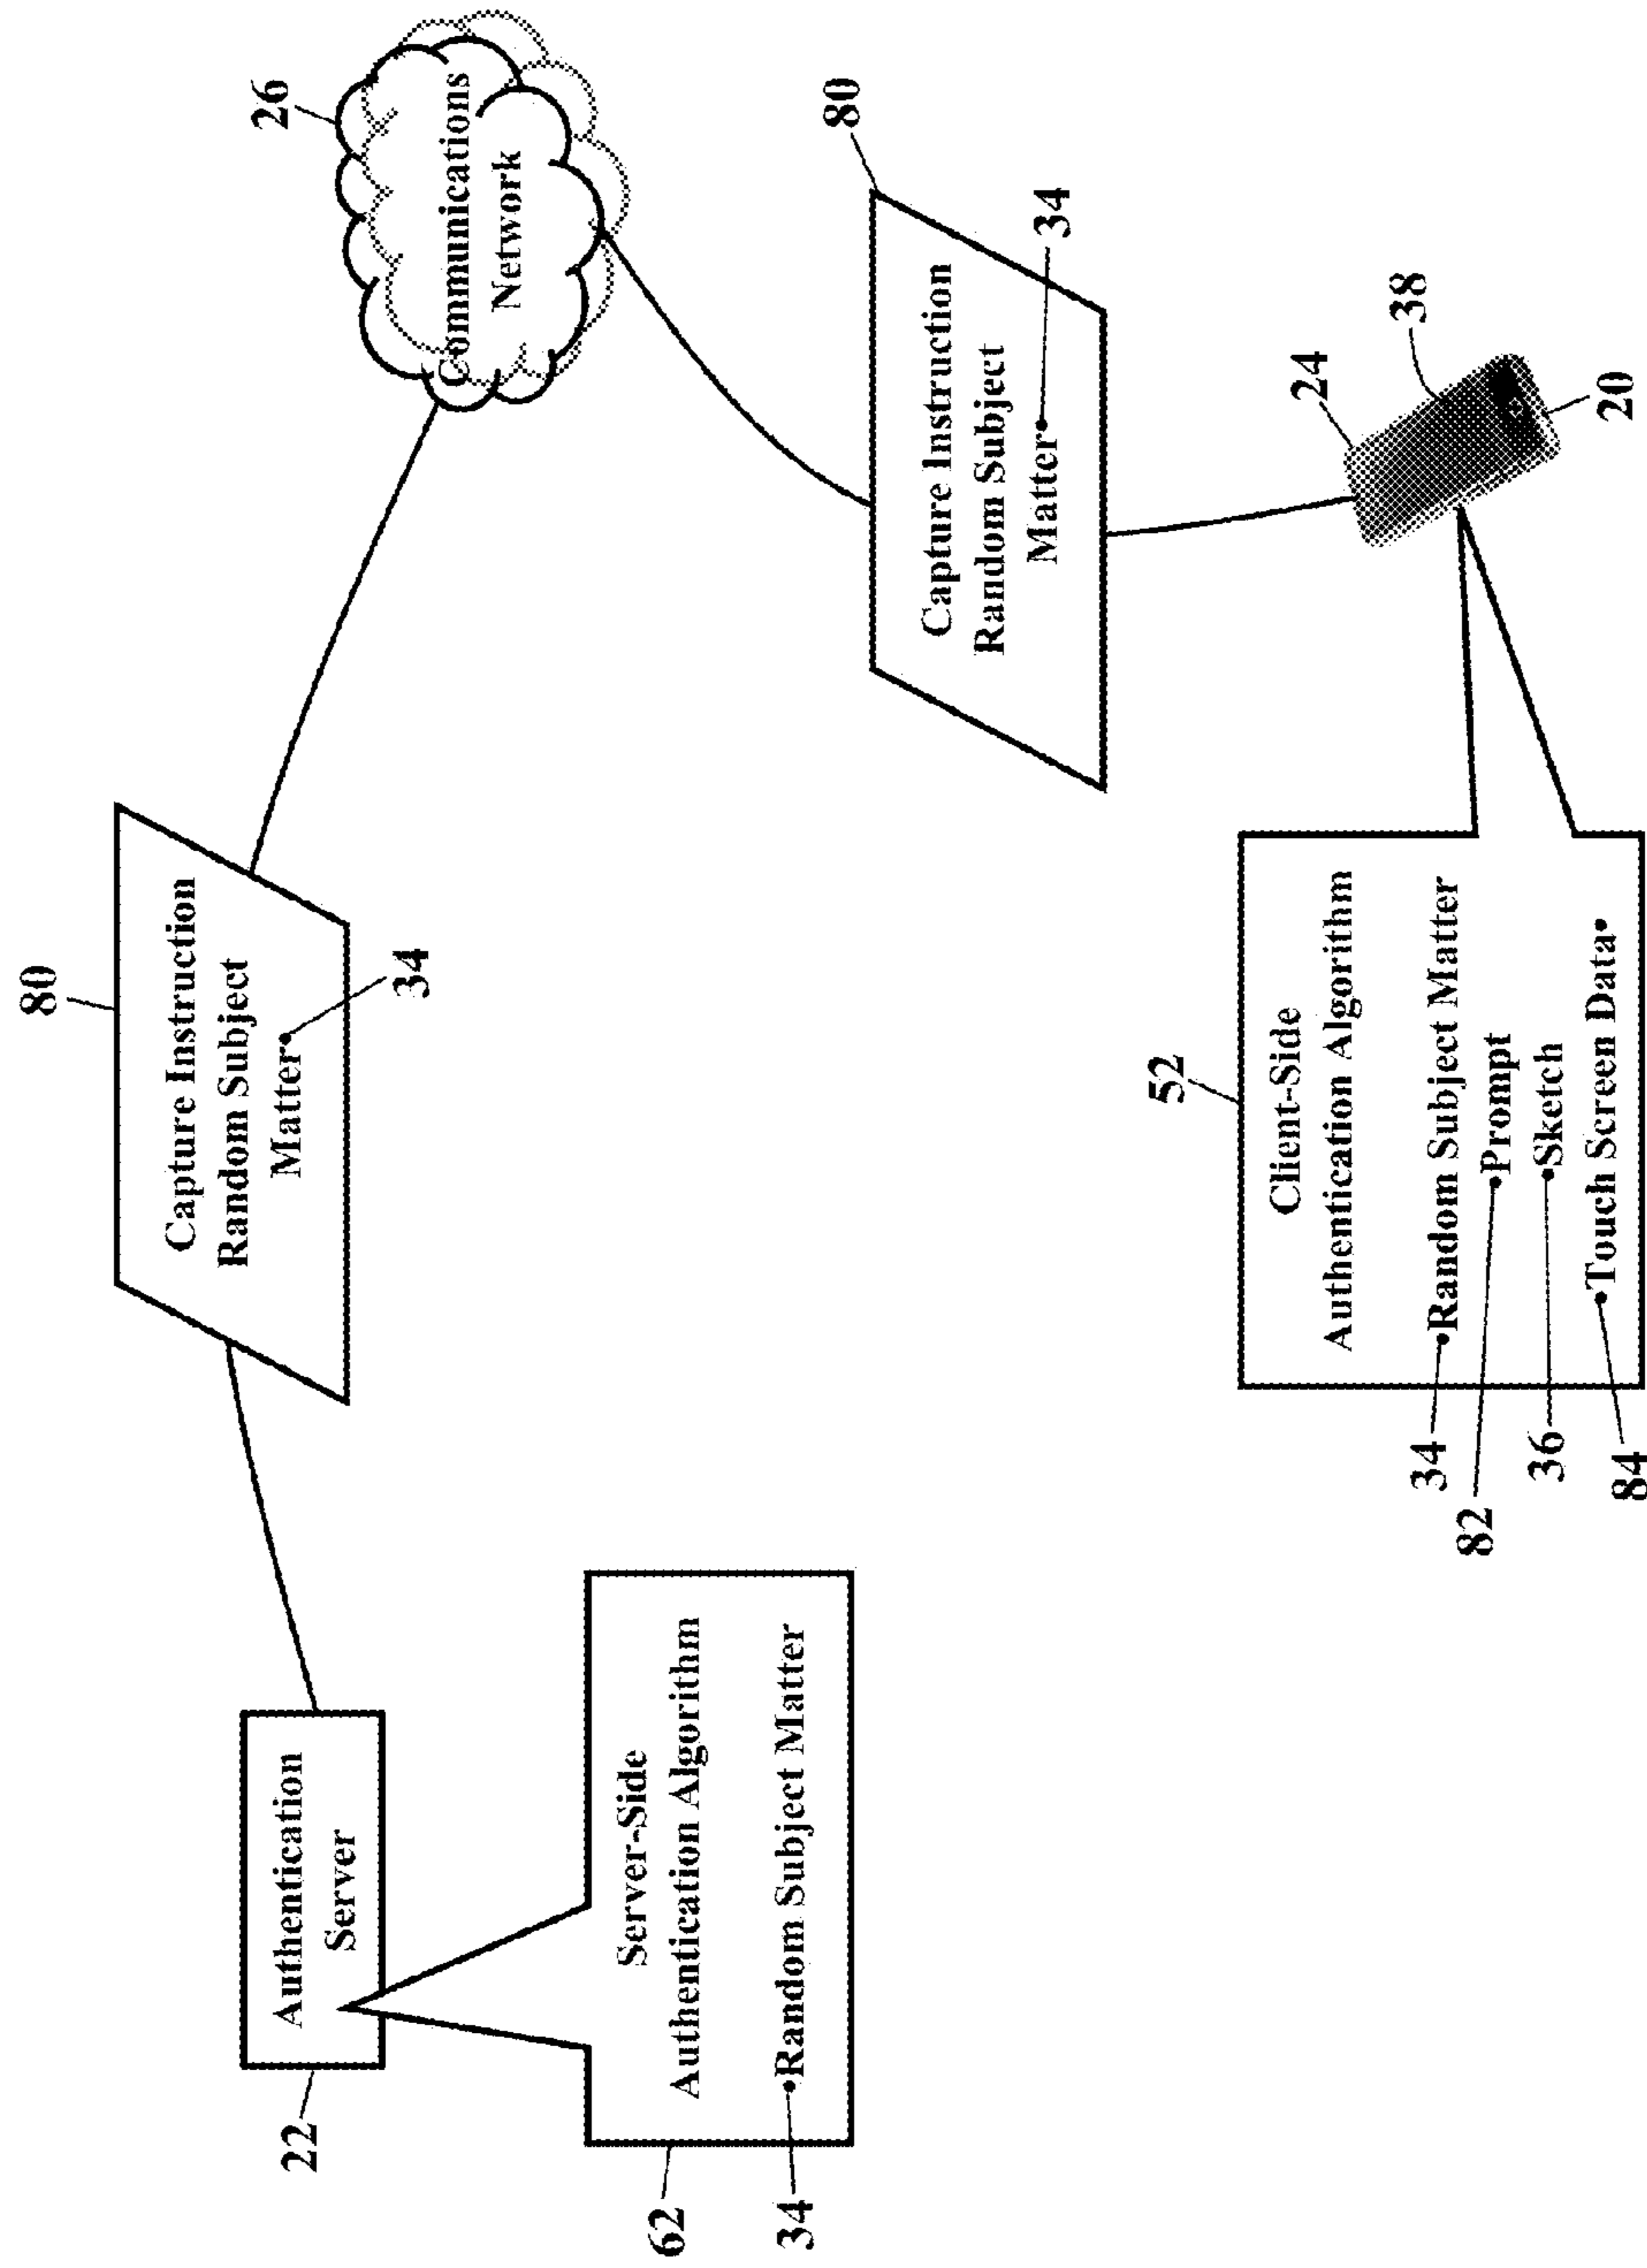 22
Authentication
Server
62
Server-Side
Authentication Algorithm
34
•Random Subject Matter
80
Capture Instruction
Random Subject
Matter•
34
26
Communications
Network
80
Capture Instruction
Random Subject
Matter•
34
24
38
20
52
Client-Side
Authentication Algorithm
34
•Random Subject Matter
82
•Prompt
36
•Sketch
84
•Touch Screen Data•